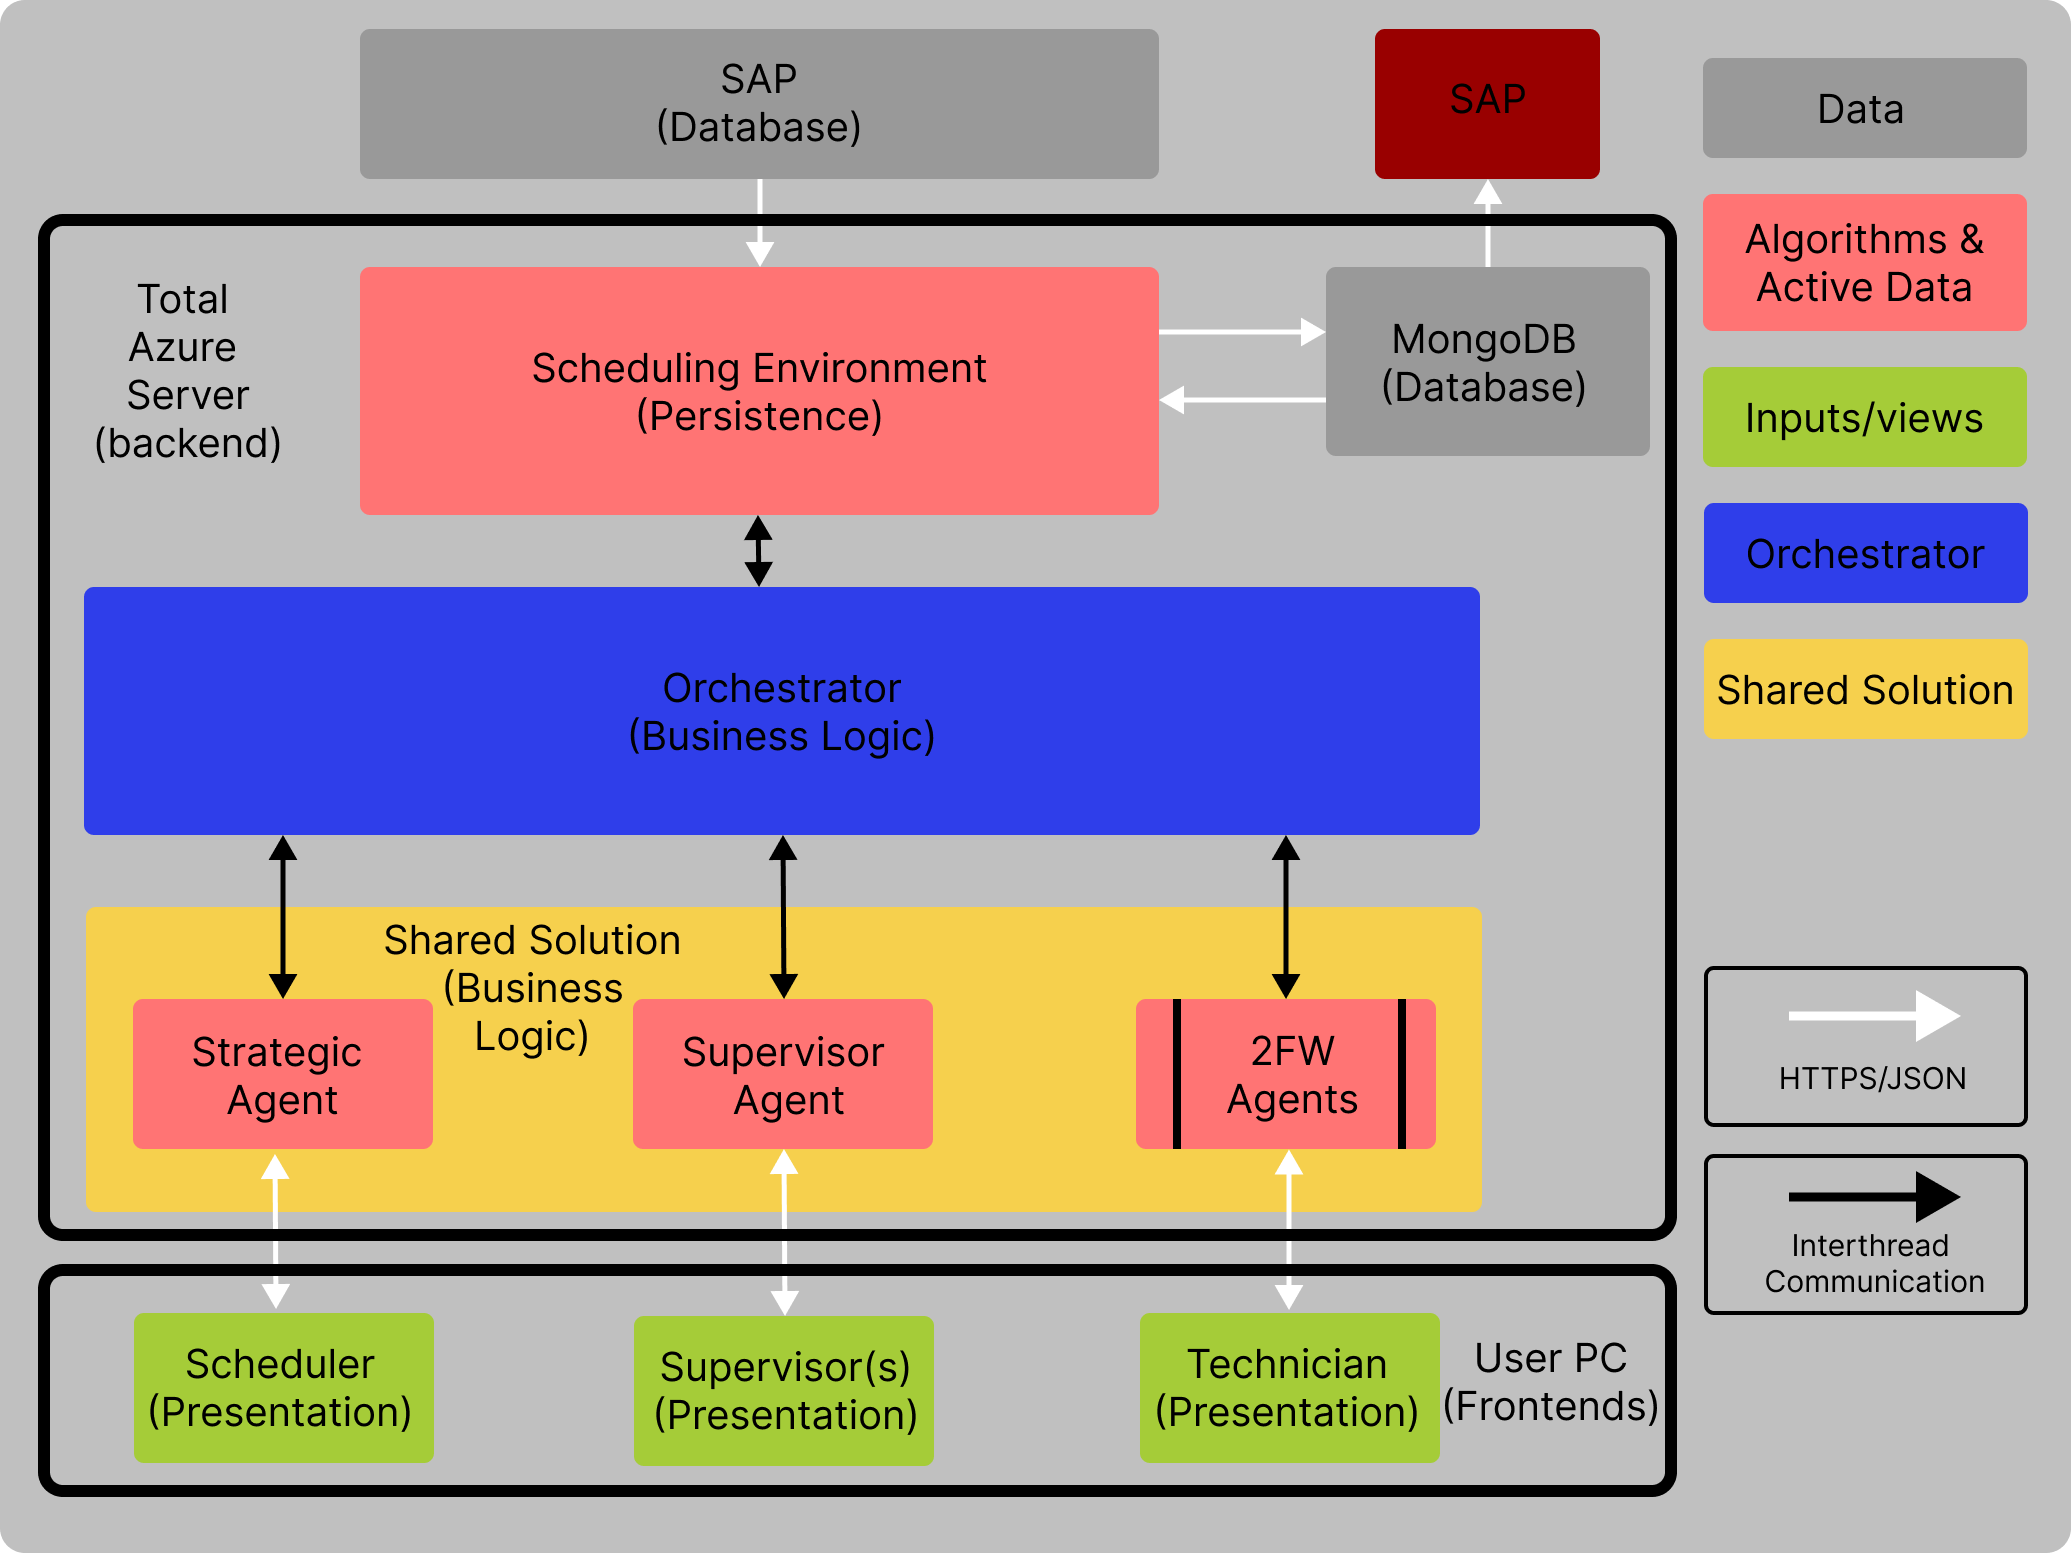 SAP
(Database)
SAP
Data
Algorithms &
Active Data
Inputs/views
Orchestrator
Shared Solution
Total
Azure
Server
(backend)
Scheduling Environment
(Persistence)
MongoDB
(Database)
Orchestrator
(Business Logic)
Shared Solution
(Business
Logic)
Strategic
Agent
Supervisor
Agent
2FW
Agents
HTTPS/JSON
Interthread
Communication
Scheduler
(Presentation)
Supervisor(s)
(Presentation)
Technician
(Presentation)
User PC
(Frontends)